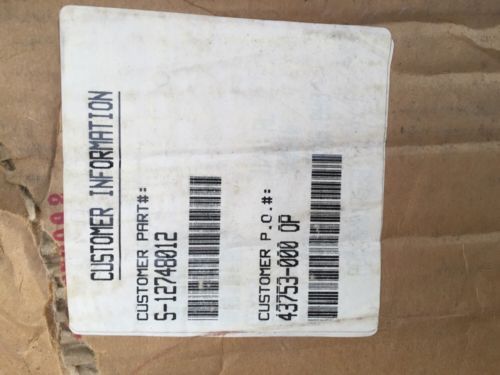 CUSTOMER INFORMATION
CUSTOMER PART#:
S-12748012
CUSTOMER P.O.#:
43753-000 OP